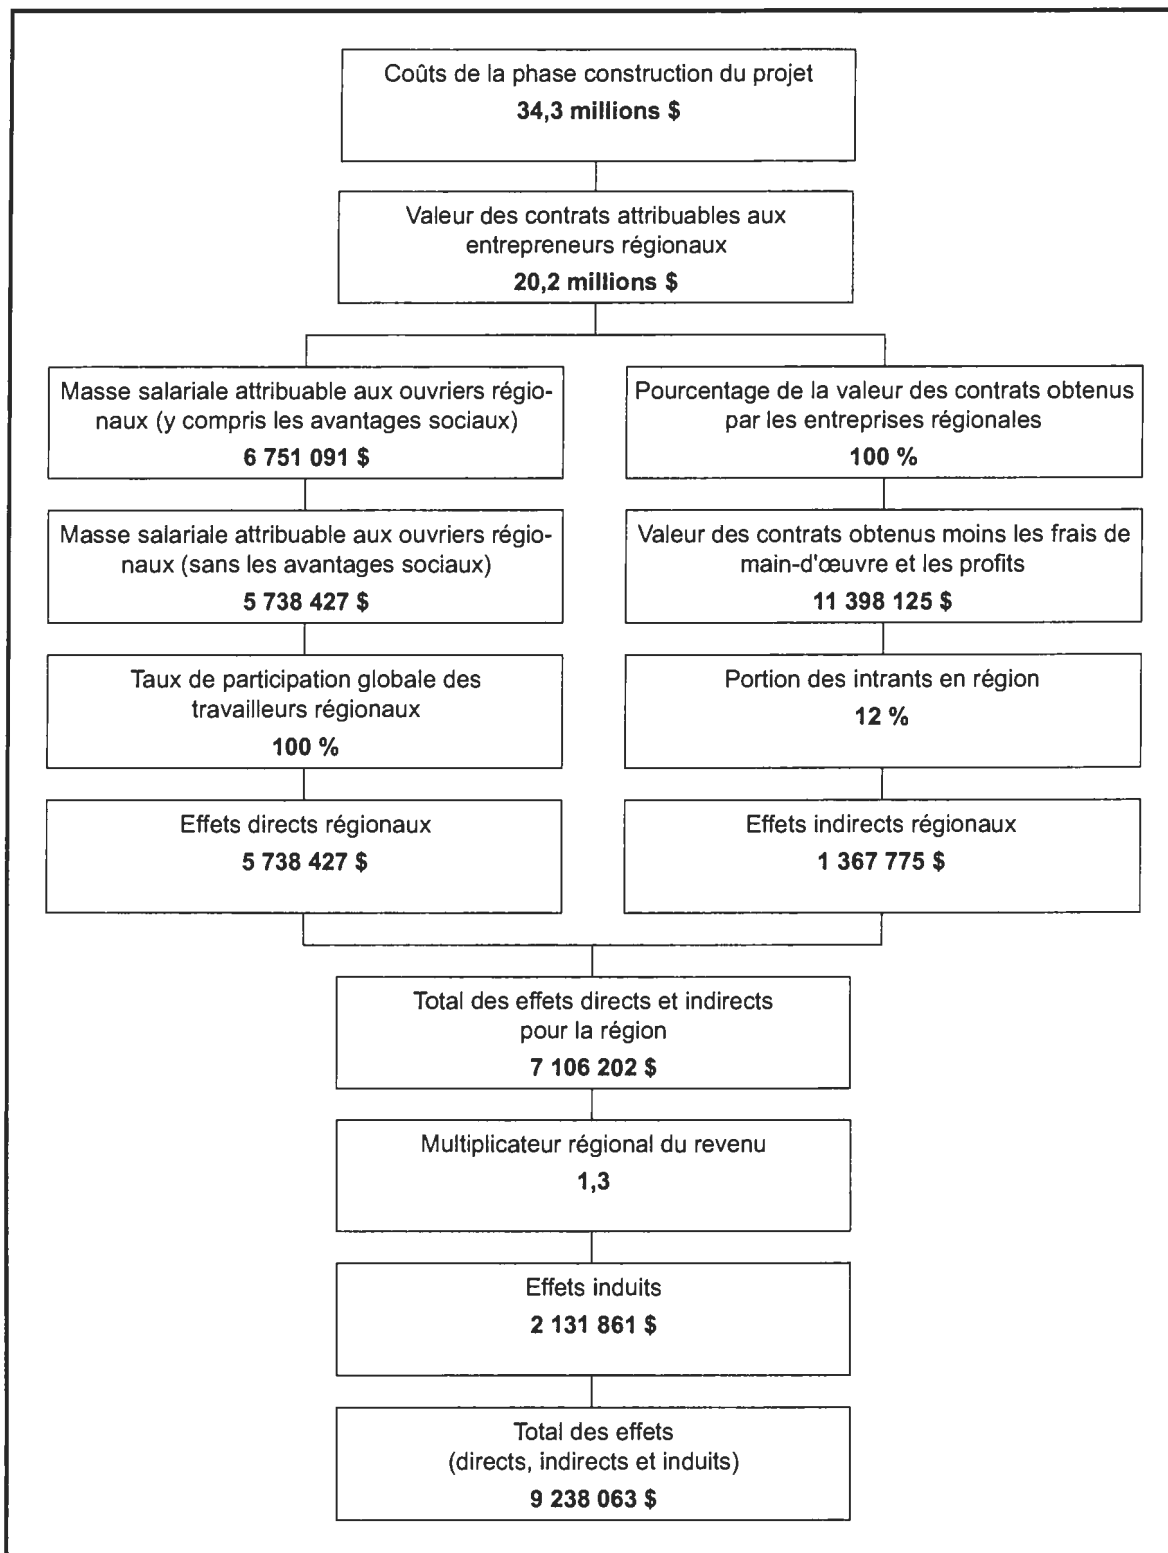 Coûts de la phase construction du projet
34,3 millions $
Valeur des contrats attribuables aux
entrepreneurs régionaux
20,2 millions $
Masse salariale attribuable aux ouvriers régio-
naux (y compris les avantages sociaux)
6 751 091 $
Pourcentage de la valeur des contrats obtenus
par les entreprises régionales
100 %
Masse salariale attribuable aux ouvriers régio-
naux (sans les avantages sociaux)
5 738 427 $
Valeur des contrats obtenus moins les frais de
main-d'œuvre et les profits
11 398 125 $
Taux de participation globale des
travailleurs régionaux
100 %
Portion des intrants en région
12 %
Effets directs régionaux
5 738 427 $
Effets indirects régionaux
1 367 775 $
Total des effets directs et indirects
pour la région
7 106 202 $
Multiplicateur régional du revenu
1,3
Effets induits
2 131 861 $
Total des effets
(directs, indirects et induits)
9 238 063 $